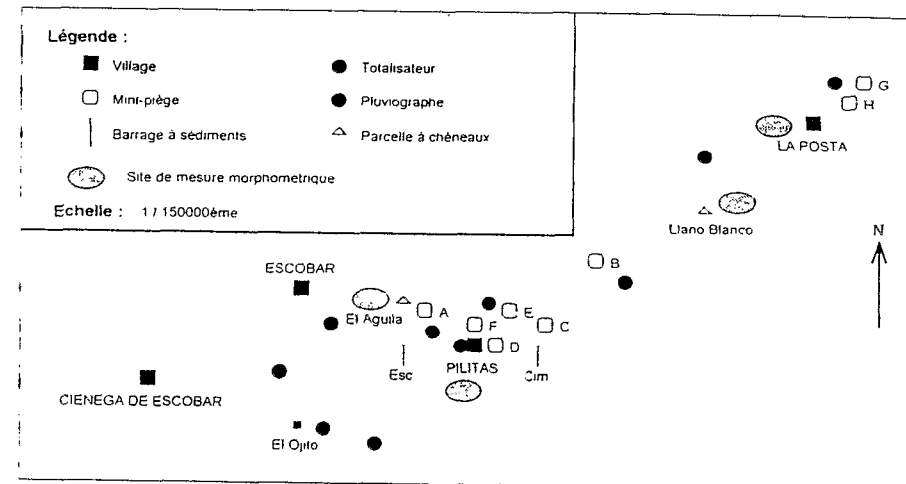 Légende :
Village
Totalisateur
Mini-piège
Pluviographe
Barrage à sédiments
Parcelle à chéneaux
Site de mesure morphometrique
Echelle : 1 / 150000ème
G
H
LA POSTA
Llano Blanco
N
B
ESCOBAR
El Aguila
A
E
F
C
D
Esc
PILITAS
Cim
CIENEGA DE ESCOBAR
El Ojito